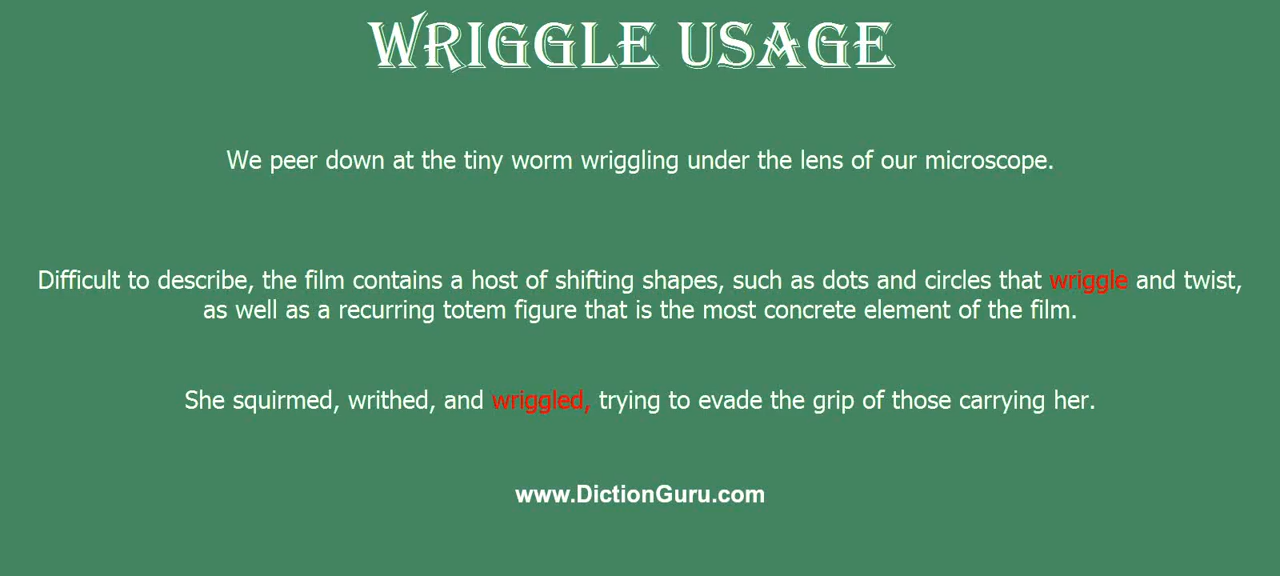 WRIGGLE USAGE
We peer down at the tiny worm wriggling under the lens of our microscope.
Difficult to describe, the film contains a host of shifting shapes, such as dots and circles that wriggle and twist,
as well as a recurring totem figure that is the most concrete element of the film.
She squirmed, writhed, and wriggled, trying to evade the grip of those carrying her.
www.DictionGuru.com